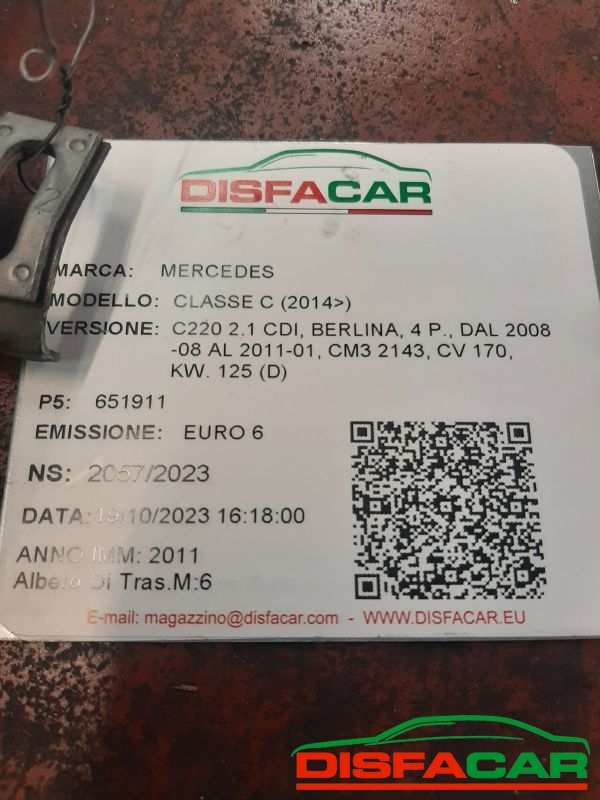 DISFACAR
MARCA: MERCEDES
MODELLO: CLASSE C (2014>)
VERSIONE: C220 2.1 CDI, BERLINA, 4 P., DAL 2008
-08 AL 2011-01, CM3 2143, CV 170,
KW. 125 (D)
P5: 651911
EMISSIONE: EURO 6
NS: 2057/2023
DATA: 19/10/2023 16:18:00
ANNO IMM: 2011
Albero Di Tras.M:6
E-mail: magazzino@disfacar.com - WWW.DISFACAR.EU
DISFACAR